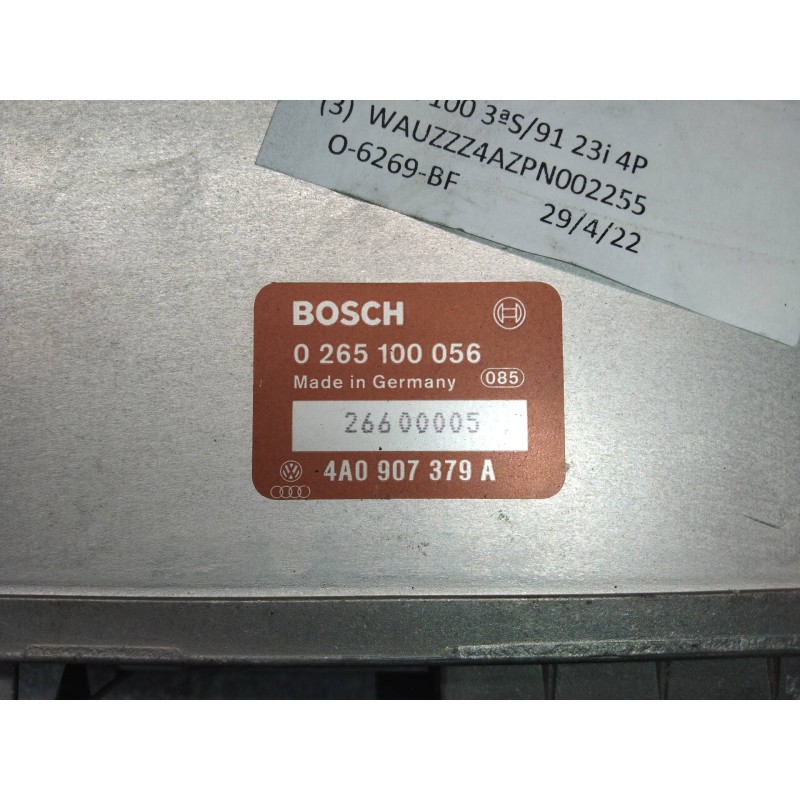 100 3ªS/91 23i 4P
(3) WAUZZZ4AZPN002255
O-6269-BF
29/4/22
BOSCH
0 265 100 056
Made in Germany 085
26600005
4A0 907 379 A